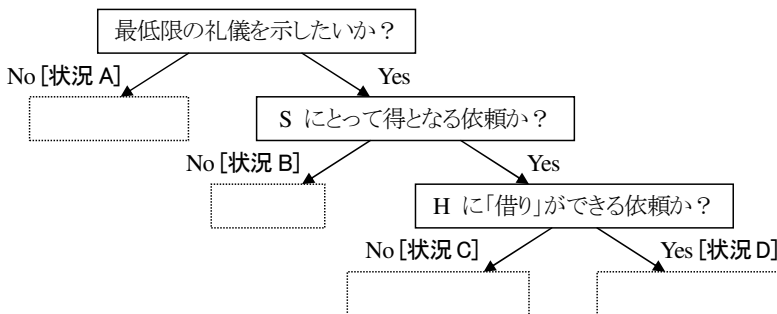 最低限の礼儀を示したいか？
No [状況 A]
Yes
S にとって得となる依頼か？
No [状況 B]
Yes
H に「借り」ができる依頼か？
No [状況 C]
Yes [状況 D]